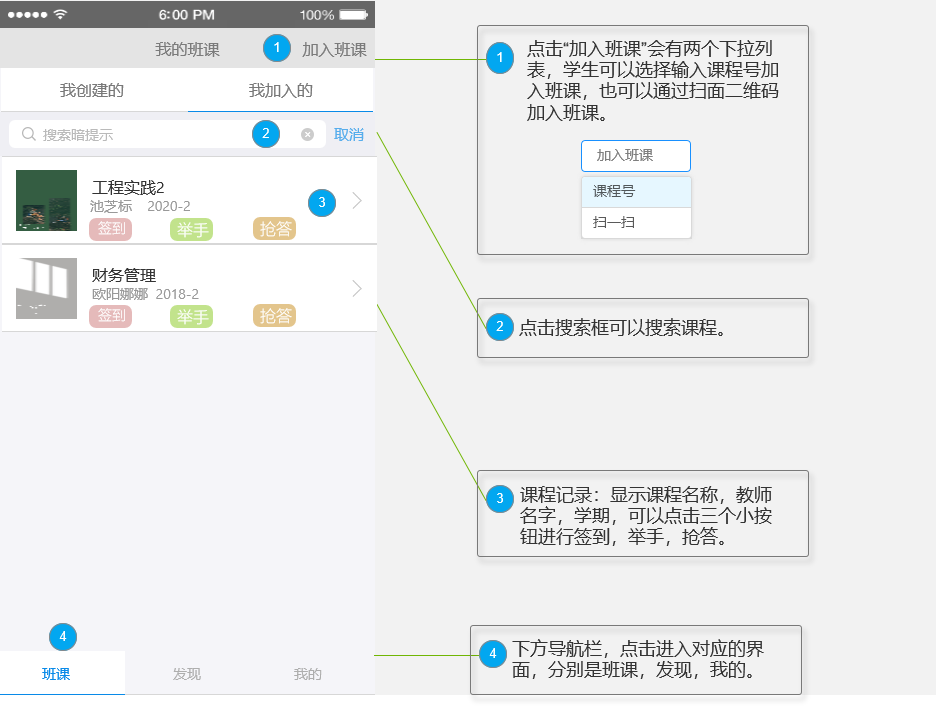 6:00 PM
100%
我的班课
1
加入班课
我创建的
我加入的
搜索暗提示
2
取消
工程实践2
池芝标 2020-2
3
签到
举手
抢答
财务管理
欧阳娜娜 2018-2
签到
举手
抢答
4
班课
发现
我的
1
点击“加入班课”会有两个下拉列
表，学生可以选择输入课程号加
入班课，也可以通过扫面二维码
加入班课。
加入班课
课程号
扫一扫
2
点击搜索框可以搜索课程。
3
课程记录：显示课程名称，教师
名字，学期，可以点击三个小按
钮进行签到，举手，抢答。
4
下方导航栏，点击进入对应的界
面，分别是班课，发现，我的。